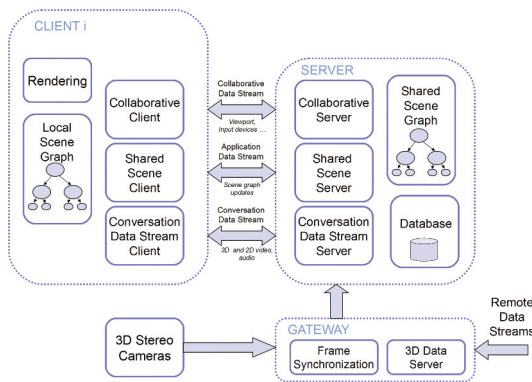 CLIENT i
Rendering
Local
Scene
Graph
Collaborative
Client
Shared
Scene
Client
Conversation
Data Stream
Client
Collaborative
Data Stream
Viewport,
Input devices ...
Application
Data Stream
Scene graph
updates
Conversation
Data Stream
3D and 2D video,
audio
SERVER
Collaborative
Server
Shared
Scene
Server
Conversation
Data Stream
Server
Shared
Scene
Graph
Database
3D Stereo
Cameras
GATEWAY
Frame
Synchronization
3D Data
Server
Remote
Data
Streams